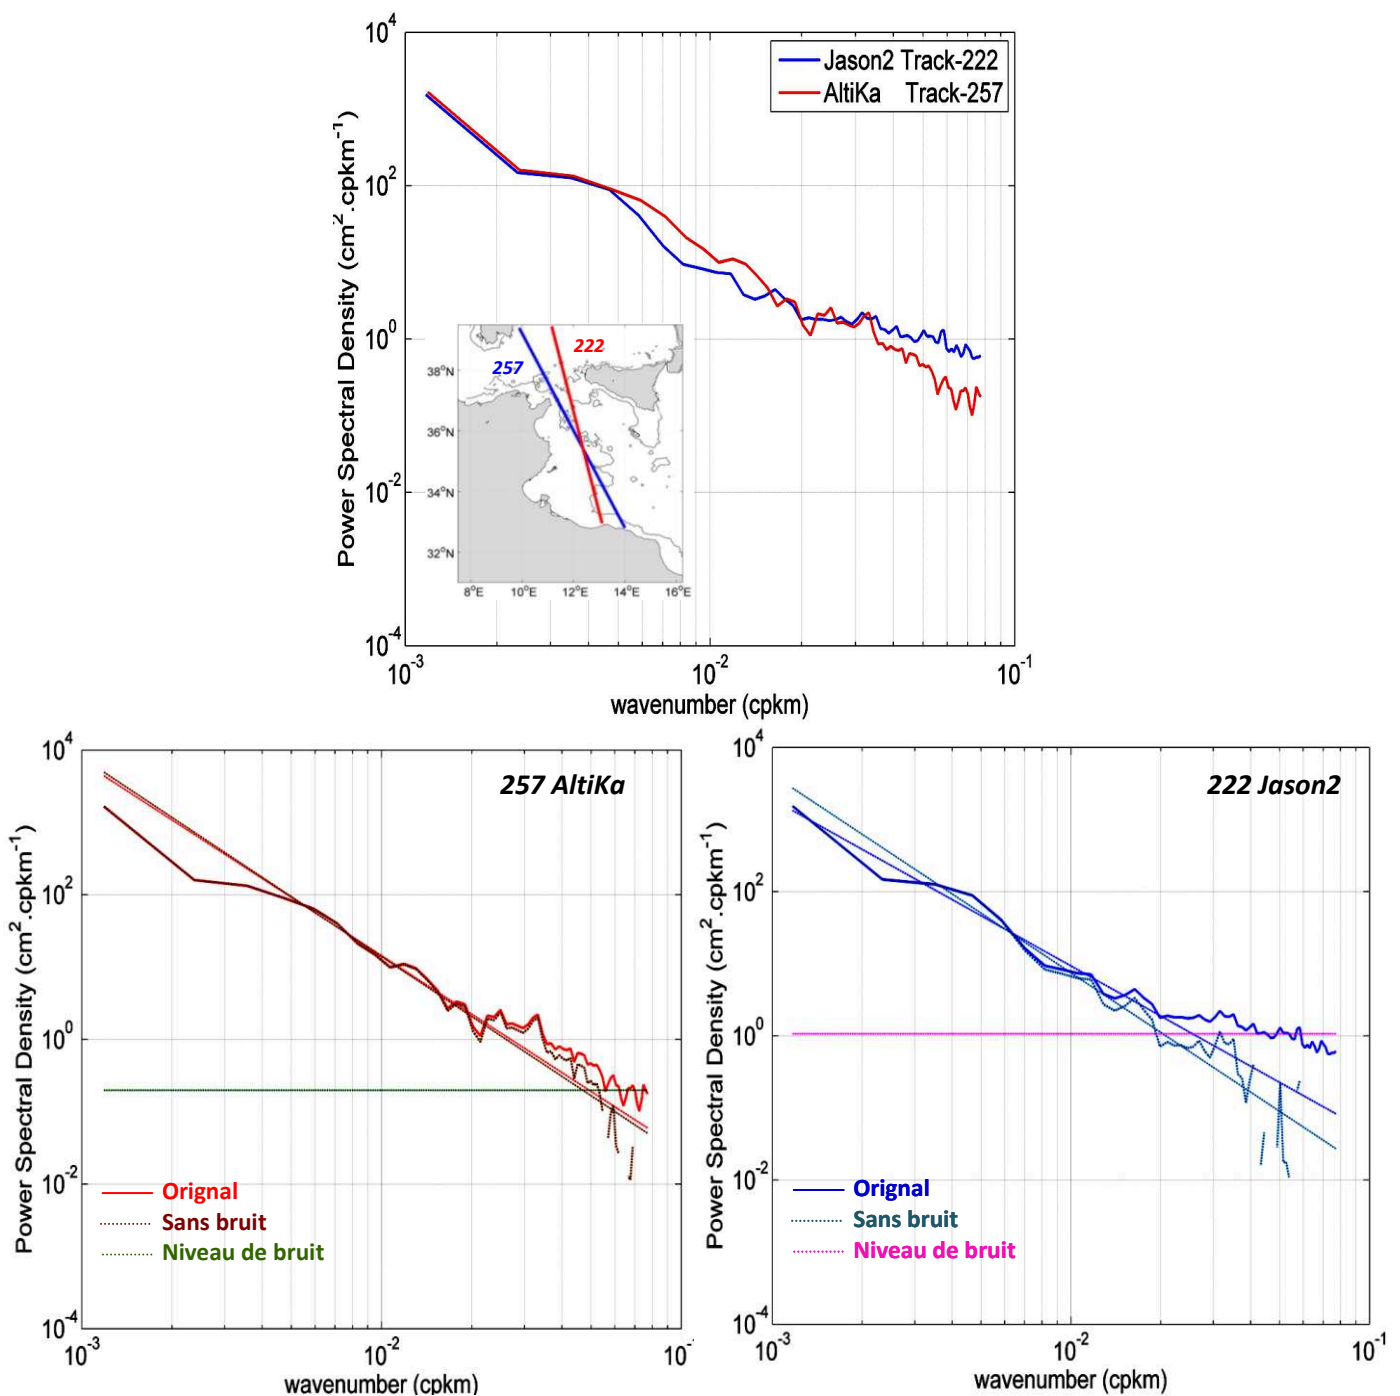 10^4
Jason2 Track-222
AltiKa Track-257
Power Spectral Density (cm^2.cpkm^-1)
10^2
10^0
10^-2
10^-4
222
257
38°N
36°N
34°N
32°N
8°E 10°E 12°E 14°E 16°E
10^-3 10^-2 10^-1
wavenumber (cpkm)
10^4
257 AltiKa
Power Spectral Density (cm^2.cpkm^-1)
10^2
10^0
10^-2
10^-4
Orignal
Sans bruit
Niveau de bruit
10^-3 10^-2 10^-
wavenumber (cpkm)
10^4
222 Jason2
Power Spectral Density (cm^2.cpkm^-1)
10^2
10^0
10^-2
10^-4
Orignal
Sans bruit
Niveau de bruit
10^-3 10^-2 10^-1
wavenumber (cpkm)